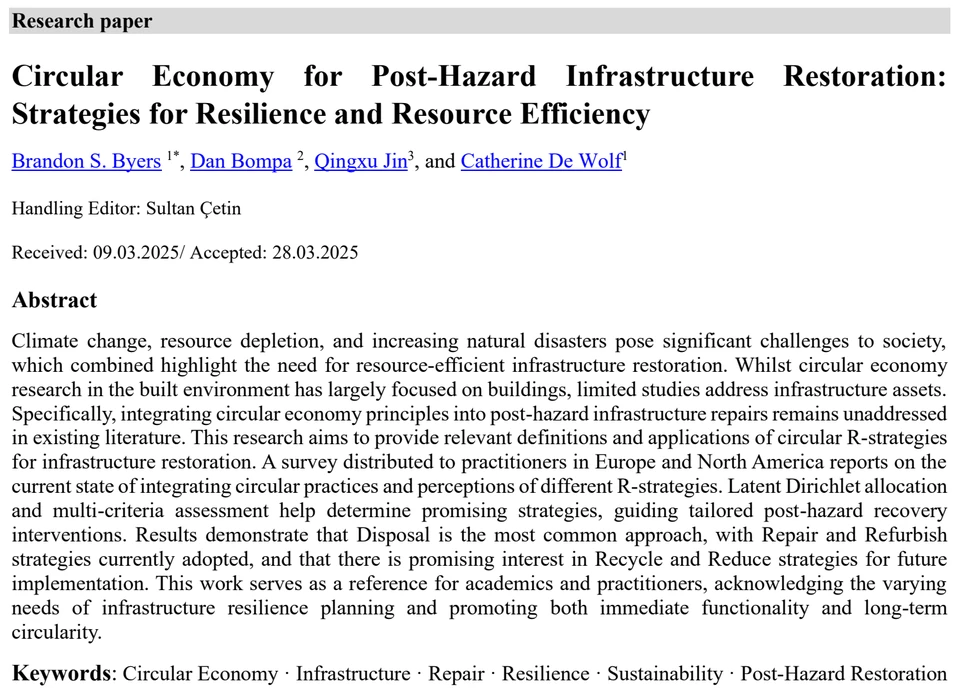 Research paper
Circular Economy for Post-Hazard Infrastructure Restoration:
Strategies for Resilience and Resource Efficiency
Brandon S. Byers 1*, Dan Bompa 2, Qingxu Jin3, and Catherine De Wolf1
Handling Editor: Sultan Çetin
Received: 09.03.2025/ Accepted: 28.03.2025
Abstract
Climate change, resource depletion, and increasing natural disasters pose significant challenges to society,
which combined highlight the need for resource-efficient infrastructure restoration. Whilst circular economy
research in the built environment has largely focused on buildings, limited studies address infrastructure assets.
Specifically, integrating circular economy principles into post-hazard infrastructure repairs remains unaddressed
in existing literature. This research aims to provide relevant definitions and applications of circular R-strategies
for infrastructure restoration. A survey distributed to practitioners in Europe and North America reports on the
current state of integrating circular practices and perceptions of different R-strategies. Latent Dirichlet allocation
and multi-criteria assessment help determine promising strategies, guiding tailored post-hazard recovery
interventions. Results demonstrate that Disposal is the most common approach, with Repair and Refurbish
strategies currently adopted, and that there is promising interest in Recycle and Reduce strategies for future
implementation. This work serves as a reference for academics and practitioners, acknowledging the varying
needs of infrastructure resilience planning and promoting both immediate functionality and long-term
circularity.
Keywords: Circular Economy · Infrastructure · Repair · Resilience · Sustainability · Post-Hazard Restoration